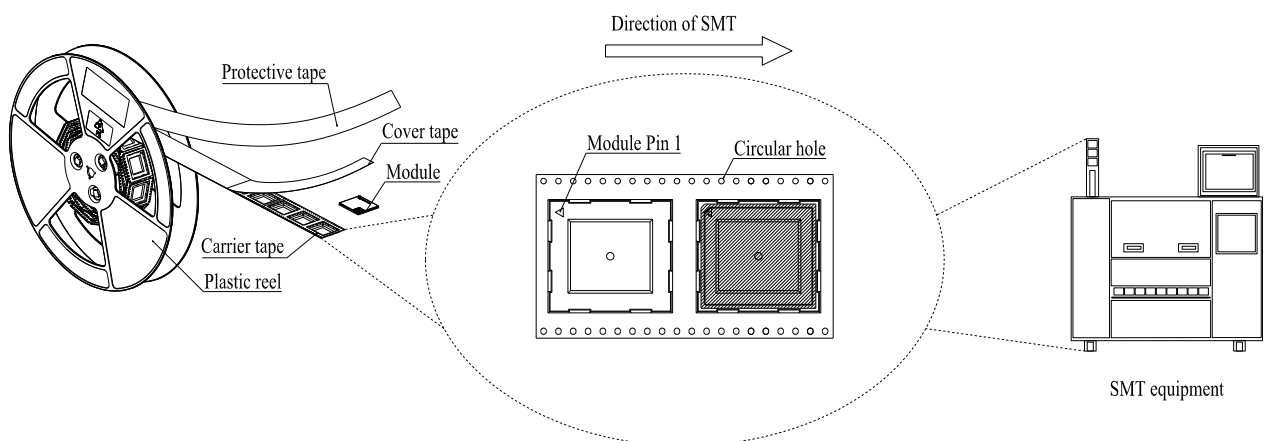 Direction of SMT
Protective tape
Cover tape
Module
Module Pin 1
Circular hole
Carrier tape
Plastic reel
SMT equipment